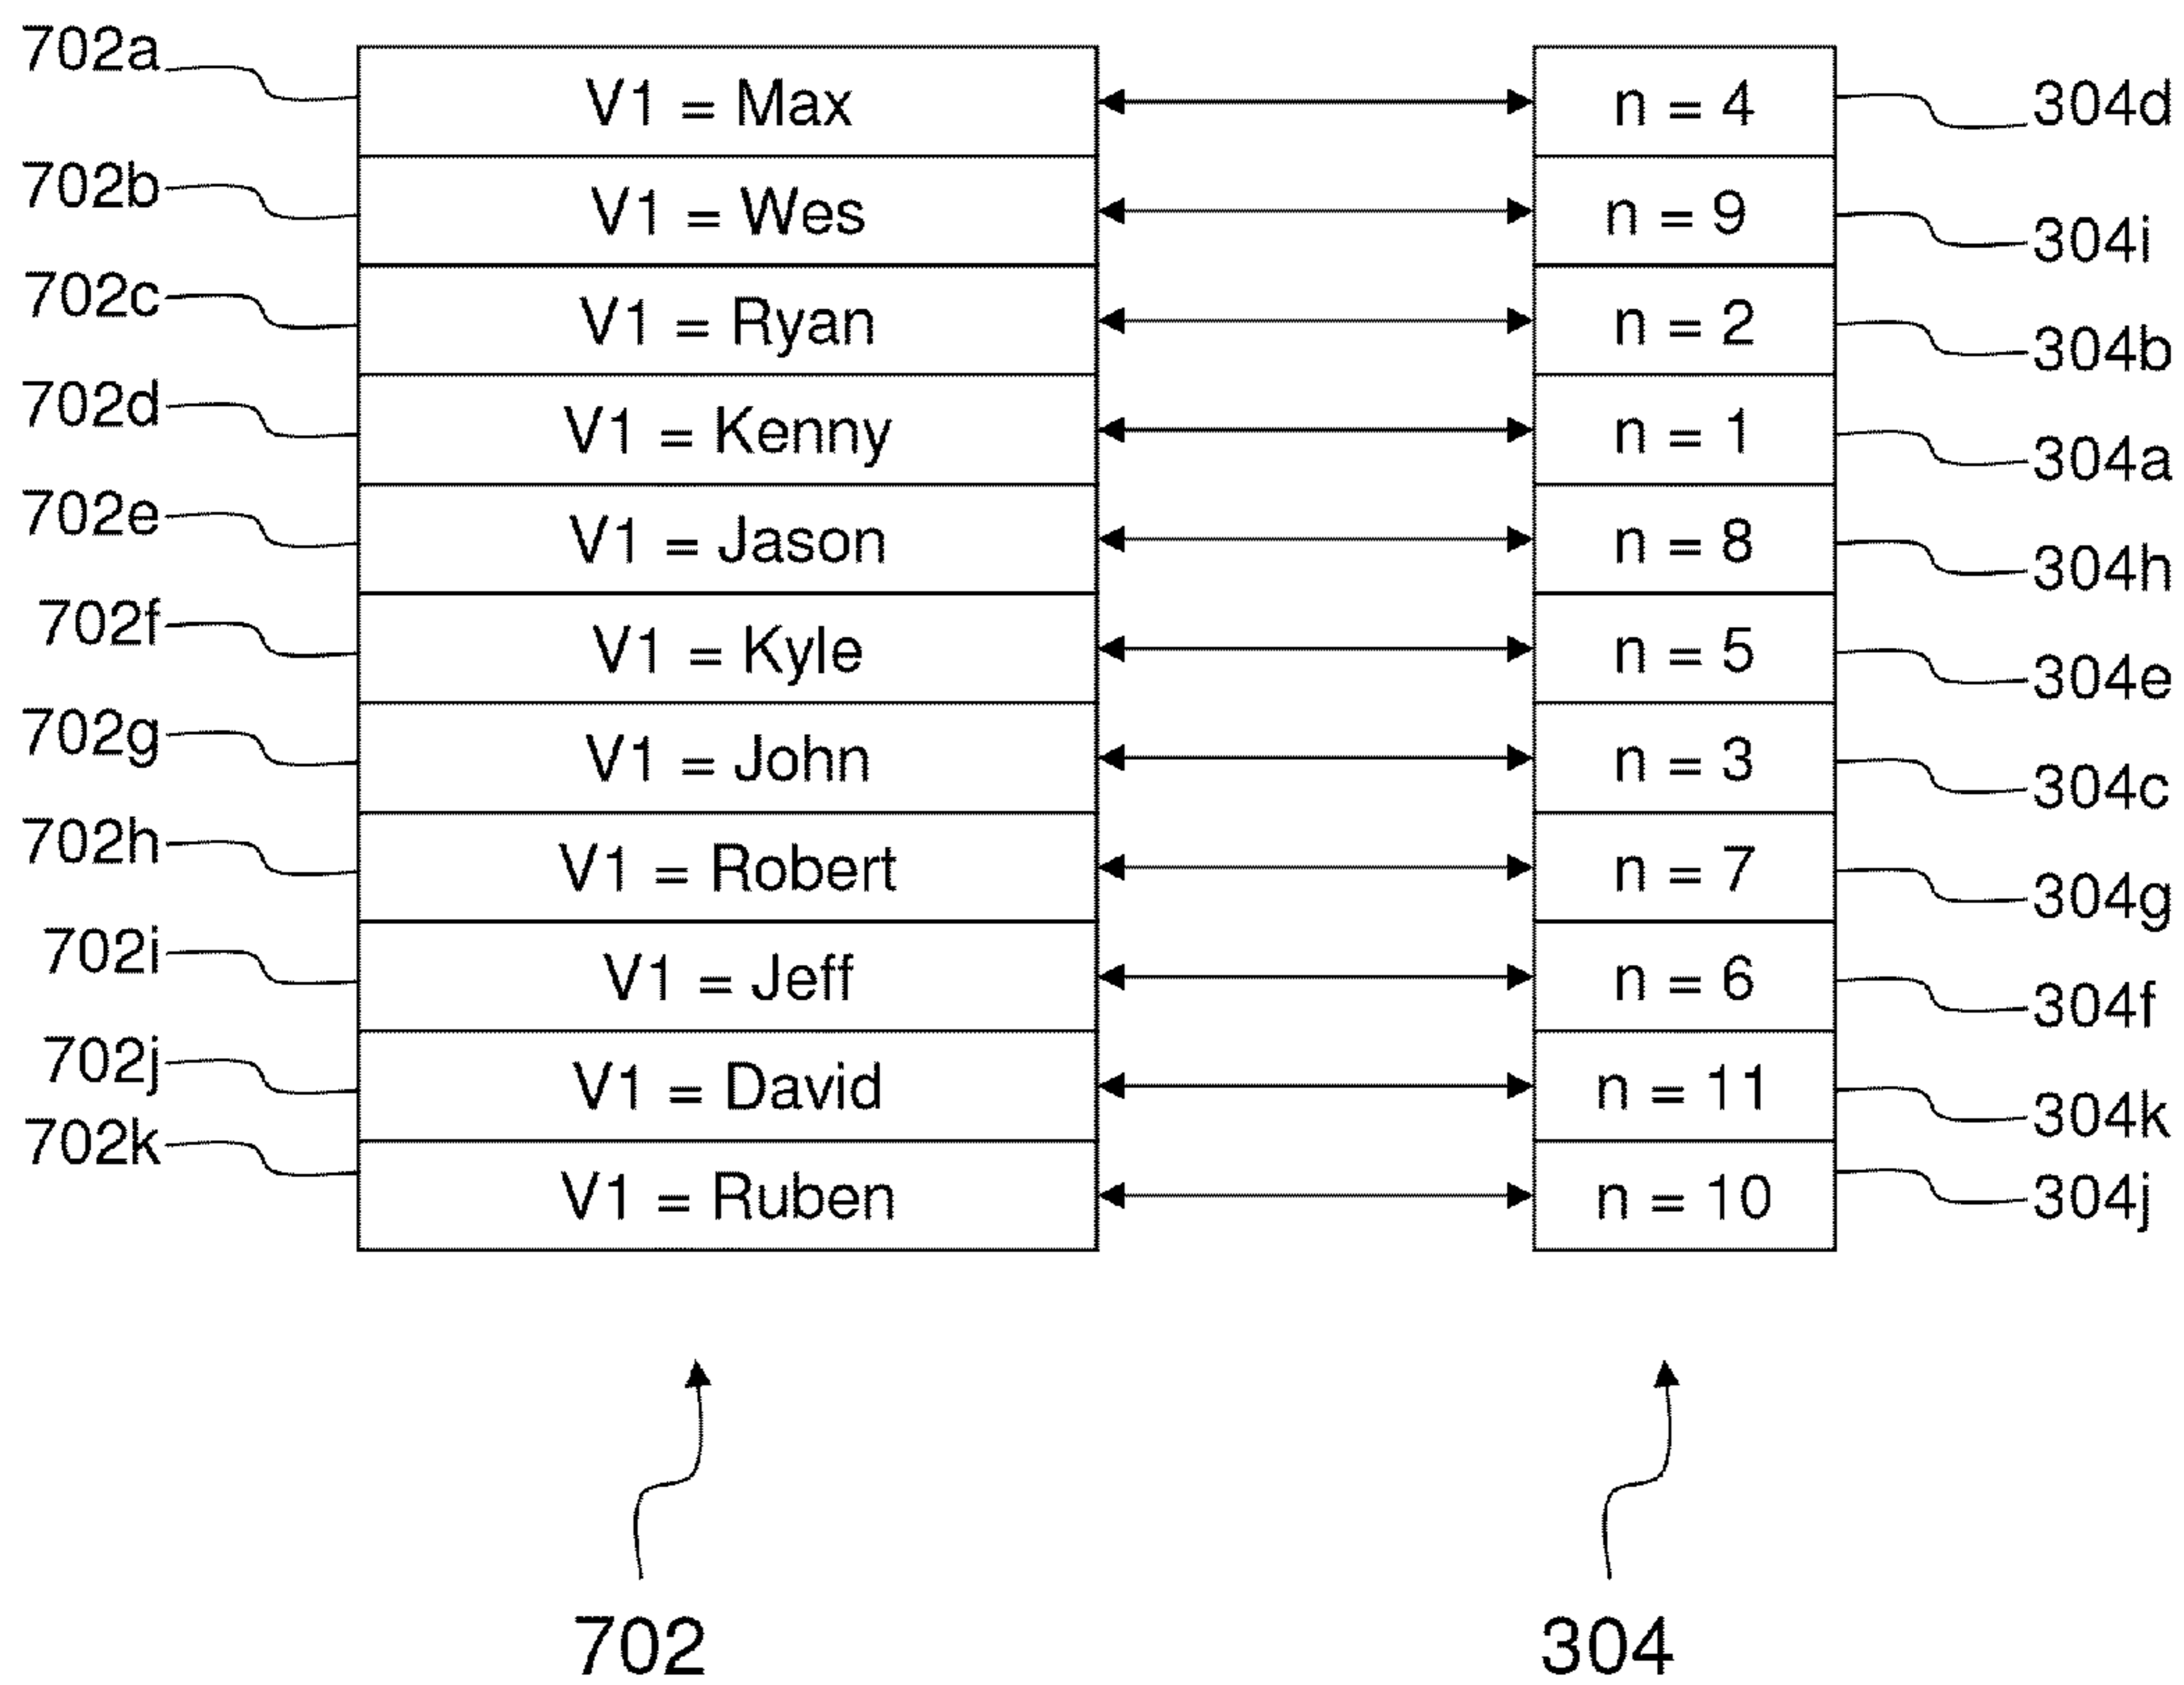 702a V1 = Max n = 4 304d
702b V1 = Wes n = 9 304i
702c V1 = Ryan n = 2 304b
702d V1 = Kenny n = 1 304a
702e V1 = Jason n = 8 304h
702f V1 = Kyle n = 5 304e
702g V1 = John n = 3 304c
702h V1 = Robert n = 7 304g
702i V1 = Jeff n = 6 304f
702j V1 = David n = 11 304k
702k V1 = Ruben n = 10 304j
702 304